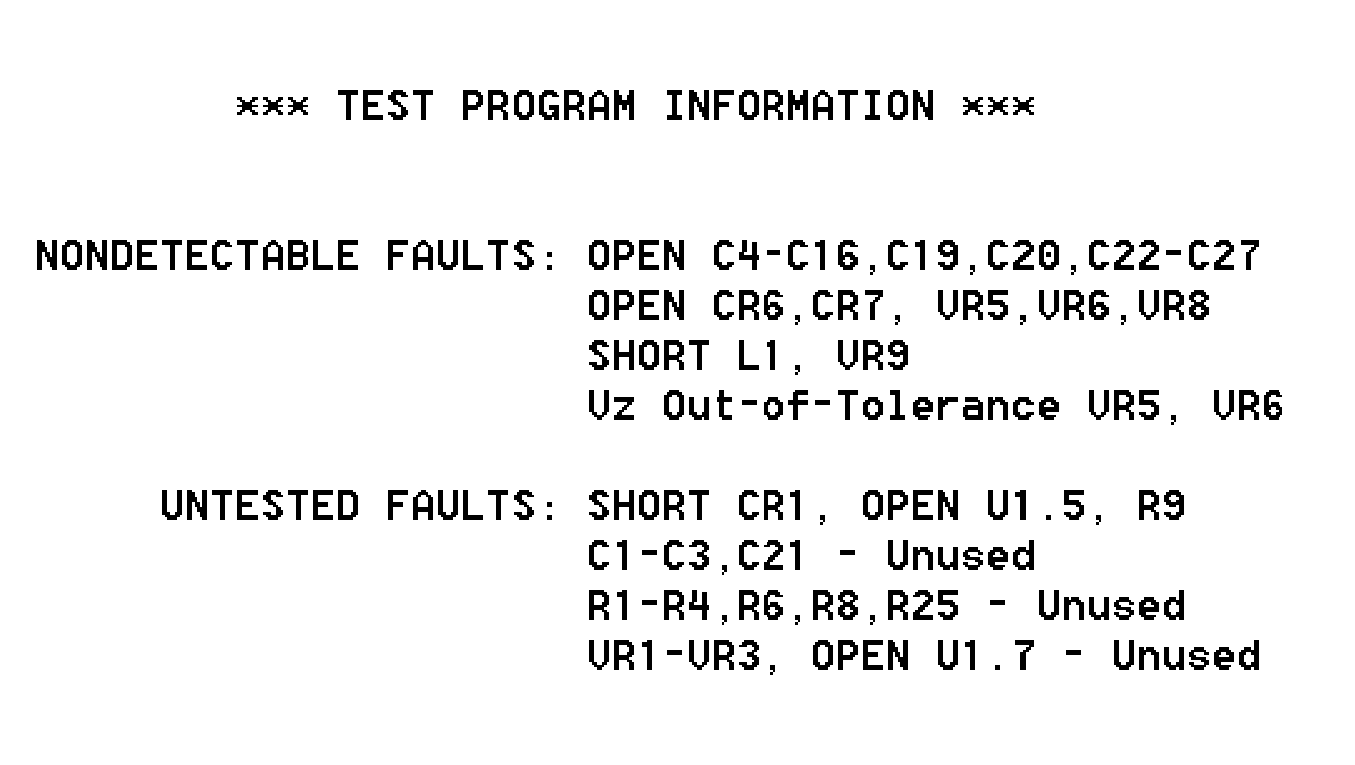 *** TEST PROGRAM INFORMATION ***
NONDETECTABLE FAULTS: OPEN C4-C16,C19,C20,C22-C27
OPEN CR6,CR7, VR5,VR6,VR8
SHORT L1, VR9
Vz Out-of-Tolerance VR5, VR6
UNTESTED FAULTS: SHORT CR1, OPEN U1.5, R9
C1-C3,C21 - Unused
R1-R4,R6,R8,R25 - Unused
VR1-VR3, OPEN U1.7 - Unused